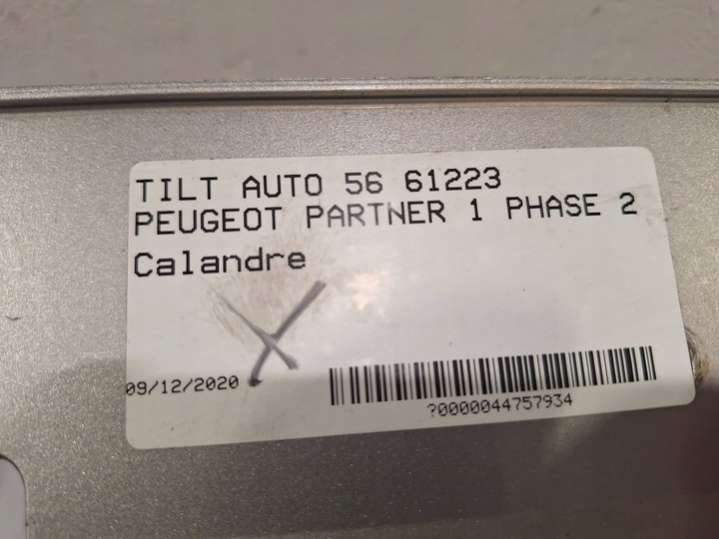 TILT AUTO 56 61223
PEUGEOT PARTNER 1 PHASE 2
Calandre
09/12/2020
?0000044757934